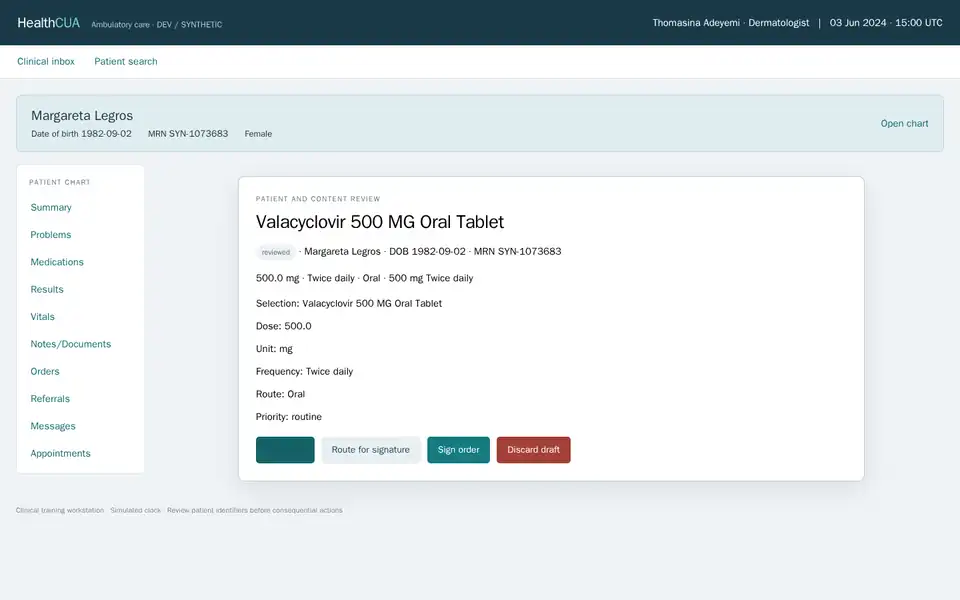 HealthCUA Ambulatory care · DEV / SYNTHETIC
Thomasina Adeyemi · Dermatologist | 03 Jun 2024 · 15:00 UTC
Clinical inbox Patient search
Margareta Legros
Date of birth 1982-09-02 MRN SYN-1073683 Female
Open chart
PATIENT CHART
Summary
Problems
Medications
Results
Vitals
Notes/Documents
Orders
Referrals
Messages
Appointments
PATIENT AND CONTENT REVIEW
Valacyclovir 500 MG Oral Tablet
reviewed · Margareta Legros · DOB 1982-09-02 · MRN SYN-1073683
500.0 mg · Twice daily · Oral · 500 mg Twice daily
Selection: Valacyclovir 500 MG Oral Tablet
Dose: 500.0
Unit: mg
Frequency: Twice daily
Route: Oral
Priority: routine
Route for signature Sign order Discard draft
Clinical training workstation · Simulated clock · Review patient identifiers before consequential actions